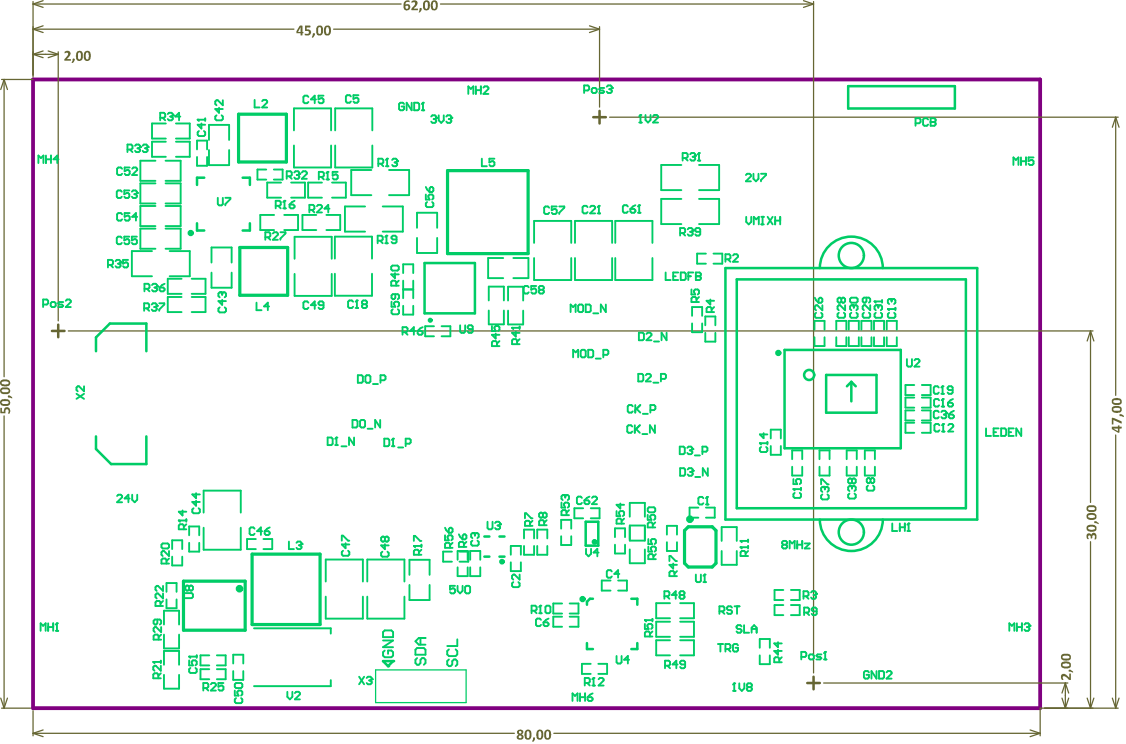 62,00
45,00
2,00
MH2
Pos3
C45
C5
L2
C42
GND1
3V3
1V2
PCB
R34
C41
R33
MH4
L5
R13
R31
MH5
C52
R32
R15
2V7
C53
U7
R16
R24
C56
C57
C21
C61
C54
VMIXH
C55
R27
R19
R39
R35
R40
R2
LEDFB
R36
C43
C58
R5
R4
Pos2
R37
L4
C49
C18
C59
MOD_N
C26
C28
C30
C29
C31
C13
R46
U9
R45
R41
D2_N
MOD_P
U2
X2
D0_P
D2_P
C19
C16
CK_P
C36
D0_N
CK_N
C12
50,00
47,00
D1_N
D1_P
C14
LEDEN
D3_P
D3_N
C15
C37
C38
C8
24V
C44
R53
C62
R54
R50
C1
30,00
R14
C46
R56
U3
R7
R8
LH1
R20
L3
C47
C48
R17
R6
C3
U4
R55
R47
R11
8MHz
C2
C4
U1
R22
U8
5V0
R48
R3
R10
RST
R9
R29
C6
R51
SLA
MH1
MH3
GND
SDA
SCL
R21
C51
U4
R49
TRG
R44
Pos1
2,00
R25
C50
V2
X3
R12
MH6
1V8
GND2
80,00